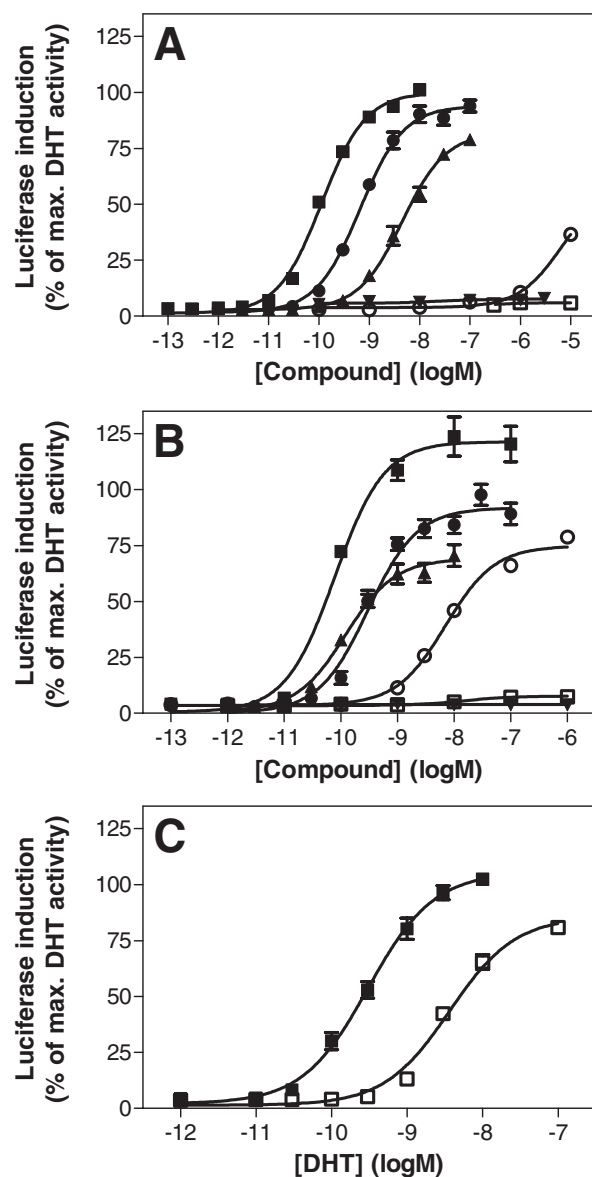 A
Luciferase induction
(% of max. DHT activity)
125
100
75
50
25
0
-13 -12 -11 -10 -9 -8 -7 -6 -5
[Compound] (logM)
B
Luciferase induction
(% of max. DHT activity)
125
100
75
50
25
0
-13 -12 -11 -10 -9 -8 -7 -6
[Compound] (logM)
C
Luciferase induction
(% of max. DHT activity)
125
100
75
50
25
0
-12 -11 -10 -9 -8 -7
[DHT] (logM)